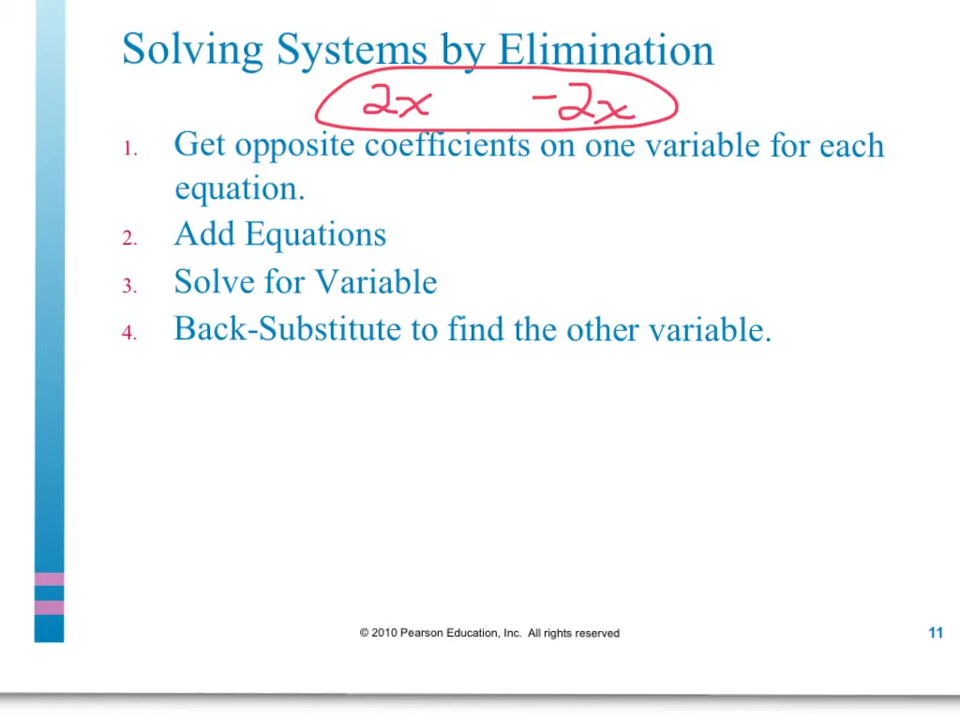 Solving Systems by Elimination
2x -2x
1. Get opposite coefficients on one variable for each
equation.
2. Add Equations
3. Solve for Variable
4. Back-Substitute to find the other variable.
© 2010 Pearson Education, Inc. All rights reserved
11